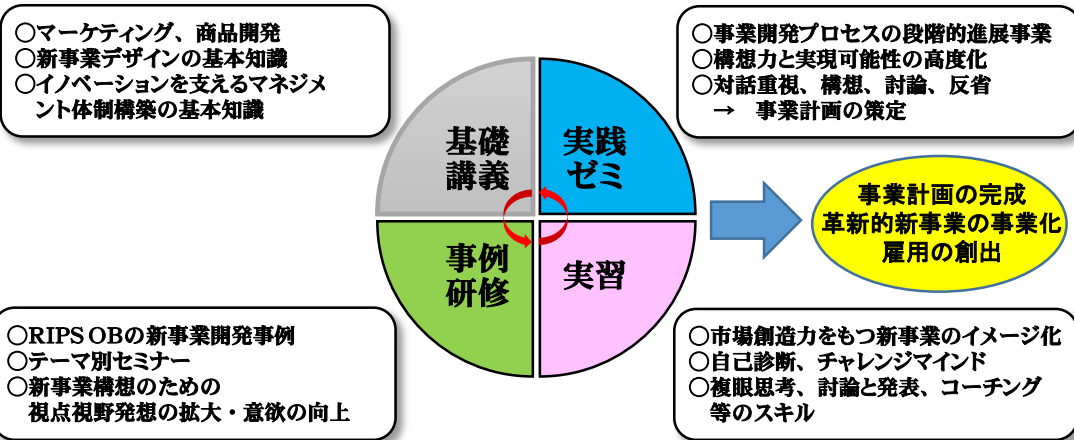 ○マーケティング、商品開発
○新事業デザインの基本知識
○イノベーションを支えるマネジメ
ント体制構築の基本知識
○事業開発プロセスの段階的進展事業
○構想力と実現可能性の高度化
○対話重視、構想、討論、反省
→ 事業計画の策定
基礎
講義
実践
ゼミ
事例
研修
実習
事業計画の完成
革新的新事業の事業化
雇用の創出
○RIPS OBの新事業開発事例
○テーマ別セミナー
○新事業構想のための
視点視野発想の拡大・意欲の向上
○市場創造力をもつ新事業のイメージ化
○自己診断、チャレンジマインド
○複眼思考、討論と発表、コーチング
等のスキル